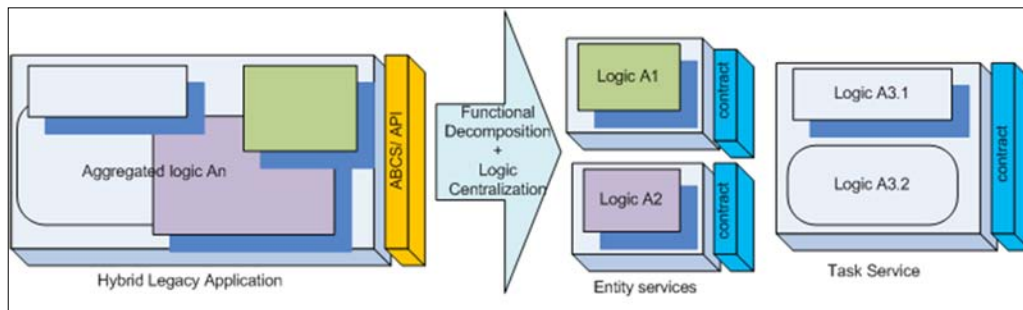 Aggregated logic An
ABCS/ API
Hybrid Legacy Application
Functional
Decomposition
+
Logic
Centralization
Logic A1
contract
Logic A2
contract
Entity services
Logic A3.1
Logic A3.2
contract
Task Service